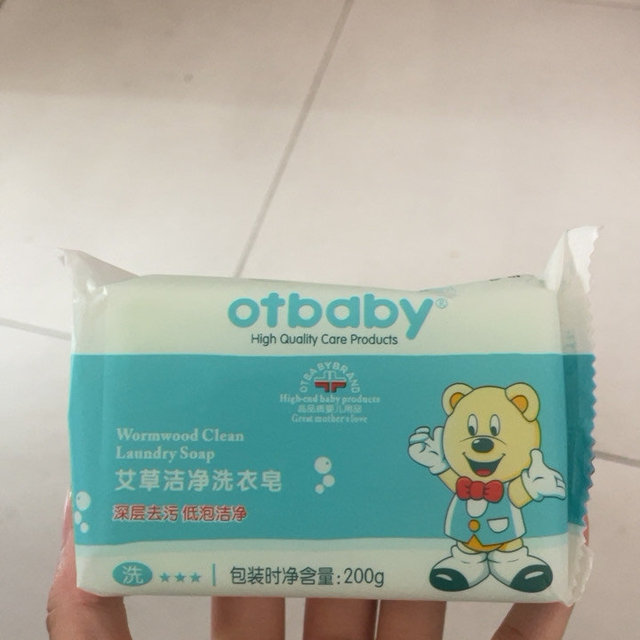 otbaby®
High Quality Care Products
OTBABYBRAND
High-end baby products
高品质婴儿用品
Great mother's love
Wormwood Clean
Laundry Soap
艾草洁净洗衣皂
深层去污 低泡洁净
洗 ★★★ | 包装时净含量:200g